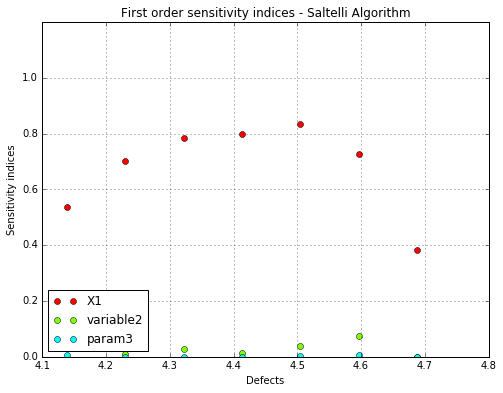 First order sensitivity indices - Saltelli Algorithm
1.0
0.8
0.6
0.4
0.2
0.0
Sensitivity indices
X1
variable2
param3
4.1 4.2 4.3 4.4 4.5 4.6 4.7 4.8
Defects